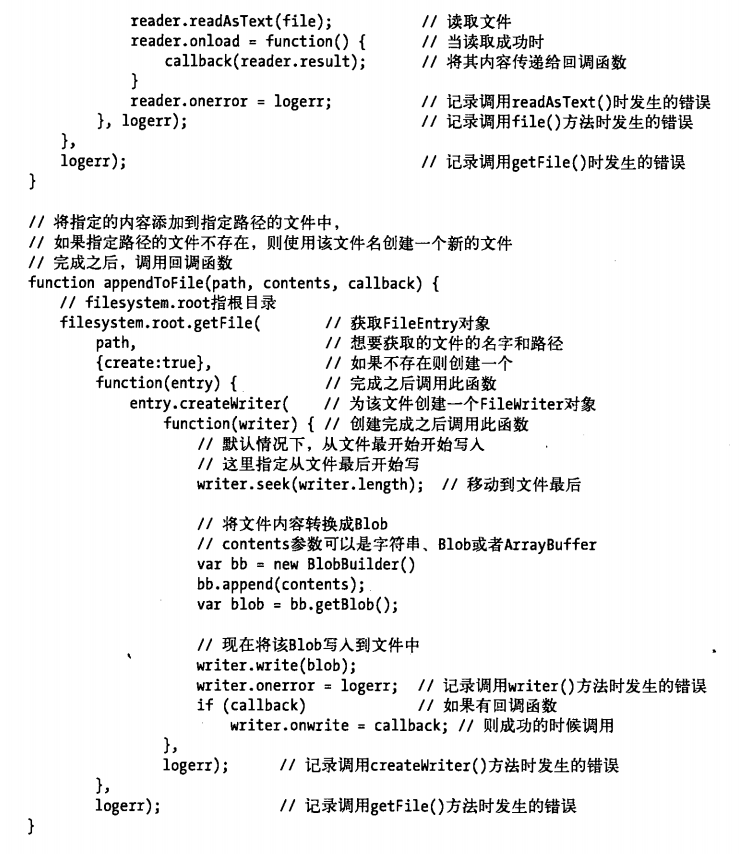 reader.readAsText(file);           // 读取文件
            reader.onload = function() {       // 当读取成功时
                callback(reader.result);       // 将其内容传递给回调函数
            }
            reader.onerror = logerr;           // 记录调用readAsText()时发生的错误
        }, logerr);                            // 记录调用file()方法时发生的错误
    },
    logerr);                                   // 记录调用getFile()时发生的错误
}

// 将指定的内容添加到指定路径的文件中，
// 如果指定路径的文件不存在，则使用该文件名创建一个新的文件
// 完成之后，调用回调函数
function appendToFile(path, contents, callback) {
    // filesystem.root指根目录
    filesystem.root.getFile(       // 获取FileEntry对象
        path,                      // 想要获取的文件的名字和路径
        {create:true},             // 如果不存在则创建一个
        function(entry) {          // 完成之后调用此函数
            entry.createWriter(    // 为该文件创建一个FileWriter对象
                function(writer) { // 创建完成之后调用此函数
                    // 默认情况下，从文件最开始开始写入
                    // 这里指定从文件最后开始写
                    writer.seek(writer.length);  // 移动到文件最后

                    // 将文件内容转换成Blob
                    // contents参数可以是字符串、Blob或者ArrayBuffer
                    var bb = new BlobBuilder()
                    bb.append(contents);
                    var blob = bb.getBlob();

                    // 现在将该Blob写入到文件中
                    writer.write(blob);
                    writer.onerror = logerr;  // 记录调用writer()方法时发生的错误
                    if (callback)             // 如果有回调函数
                        writer.onwrite = callback; // 则成功的时候调用
                },
                logerr);      // 记录调用createWriter()方法时发生的错误
        },
        logerr);              // 记录调用getFile()方法时发生的错误
}